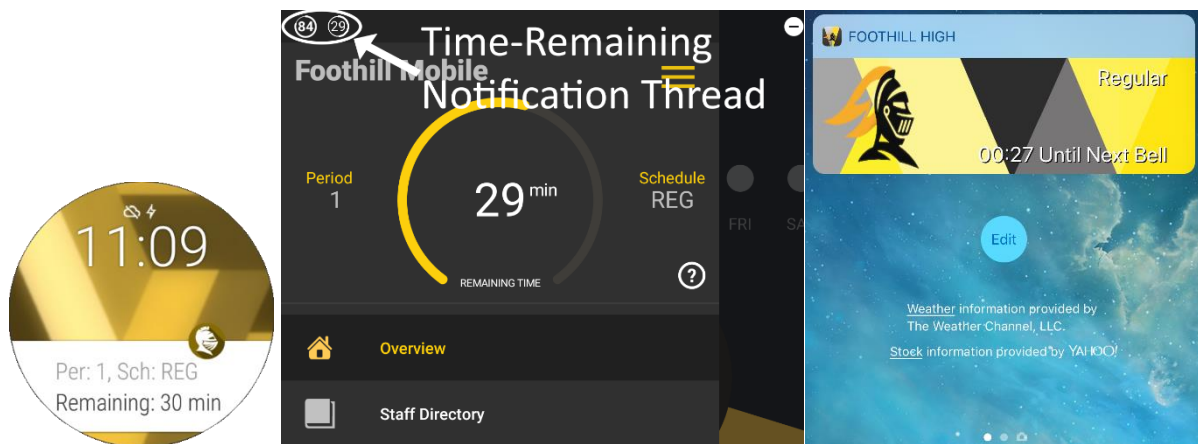 11:09
Per: 1, Sch: REG
Remaining: 30 min
84 29
Time-Remaining
Notification Thread
Foothill Mobile
Period
1
29 min
Schedule
REG
REMAINING TIME
?
FRI SA
Overview
Staff Directory
FOOTHILL HIGH
Regular
00:27 Until Next Bell
Edit
Weather information provided by
The Weather Channel, LLC.
Stock information provided by YAHOO!